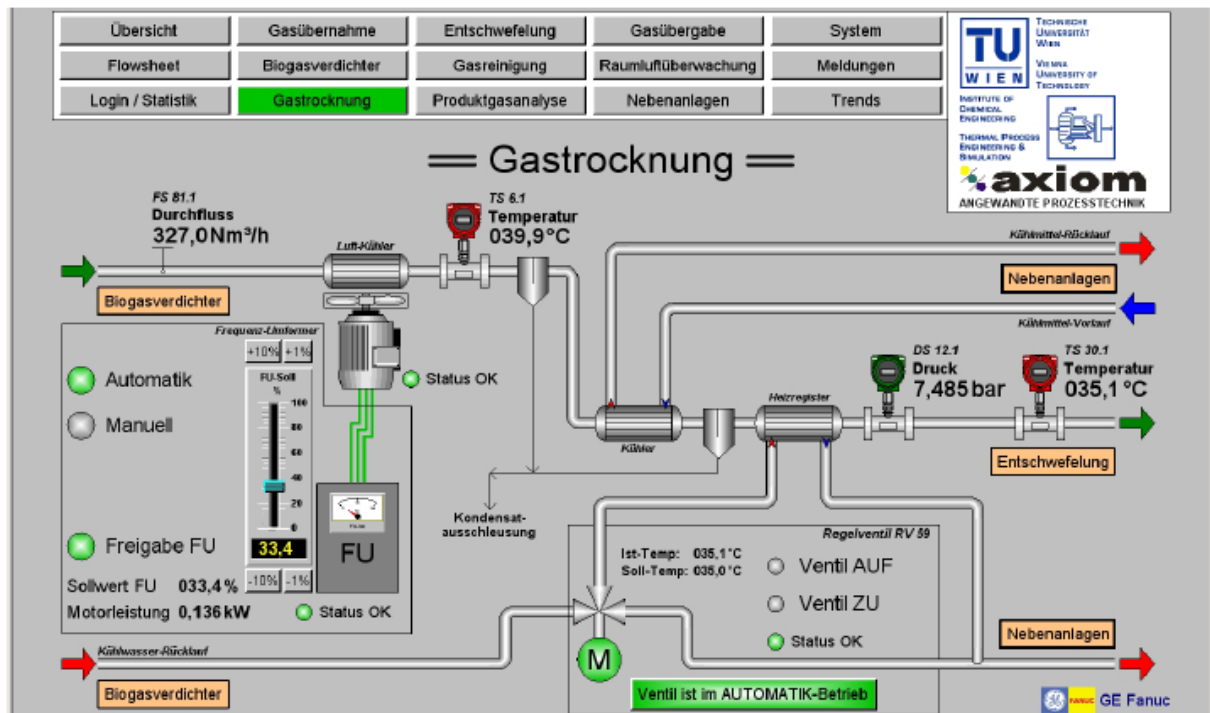 Übersicht
Gasübernahme
Entschwefelung
Gasübergabe
System
Flowsheet
Biogasverdichter
Gasreinigung
Raumluftüberwachung
Meldungen
Login / Statistik
Gastrocknung
Produktgasanalyse
Nebenanlagen
Trends
TU
WIEN
TECHNISCHE
UNIVERSITÄT
WIEN
VIENNA
UNIVERSITY OF
TECHNOLOGY
INSTITUTE OF
CHEMICAL
ENGINEERING
THERMAL PROCESS
ENGINEERING &
SIMULATION
axiom
ANGEWANDTE PROZESSTECHNIK
Gastrocknung
FS 81.1
Durchfluss
327,0 Nm³/h
Luft-Kühler
TS 6.1
Temperatur
039,9 °C
Kühlmittel-Rücklauf
Nebenanlagen
Kühlmittel-Vorlauf
Biogasverdichter
Frequenz-Umformer
+10% +1%
FU-Soll
%
100
80
60
40
20
0
33,4
-10% -1%
Automatik
Manuell
Freigabe FU
Sollwert FU 033,4 %
Motorleistung 0,136 kW
Status OK
Status OK
FU
Kühler
Heizregister
DS 12.1
Druck
7,485 bar
TS 30.1
Temperatur
035,1 °C
Entschwefelung
Kondensat-
ausschleusung
Regelventil RV 59
Ist-Temp: 035,1°C
Soll-Temp: 035,0°C
Ventil AUF
Ventil ZU
Status OK
M
Ventil ist im AUTOMATIK-Betrieb
Kühlwasser-Rücklauf
Biogasverdichter
Nebenanlagen
GE Fanuc